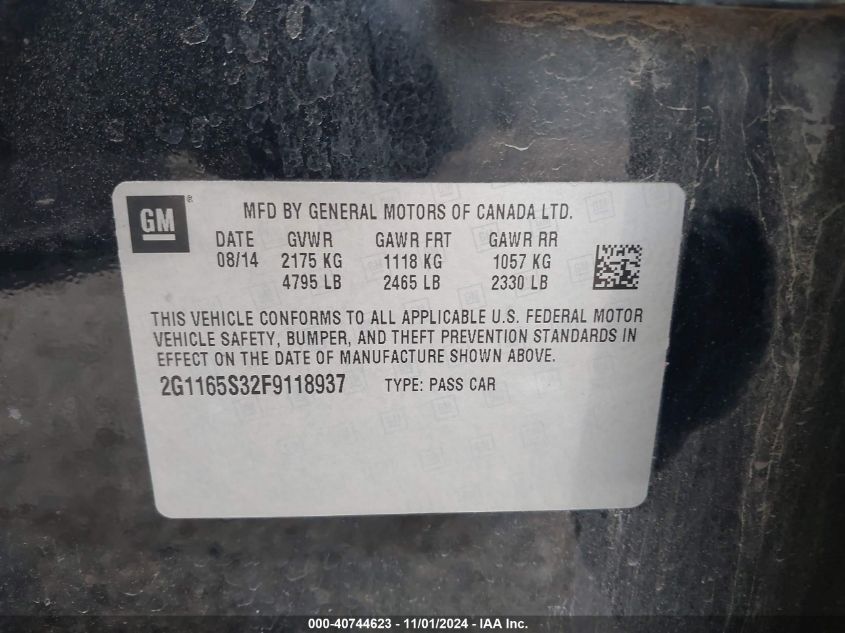 GM ®
MFD BY GENERAL MOTORS OF CANADA LTD.
DATE GVWR GAWR FRT GAWR RR
08/14 2175 KG 1118 KG 1057 KG
4795 LB 2465 LB 2330 LB
THIS VEHICLE CONFORMS TO ALL APPLICABLE U.S. FEDERAL MOTOR
VEHICLE SAFETY, BUMPER, AND THEFT PREVENTION STANDARDS IN
EFFECT ON THE DATE OF MANUFACTURE SHOWN ABOVE.
2G1165S32F9118937 TYPE: PASS CAR
000-40744623 - 11/01/2024 - IAA Inc.